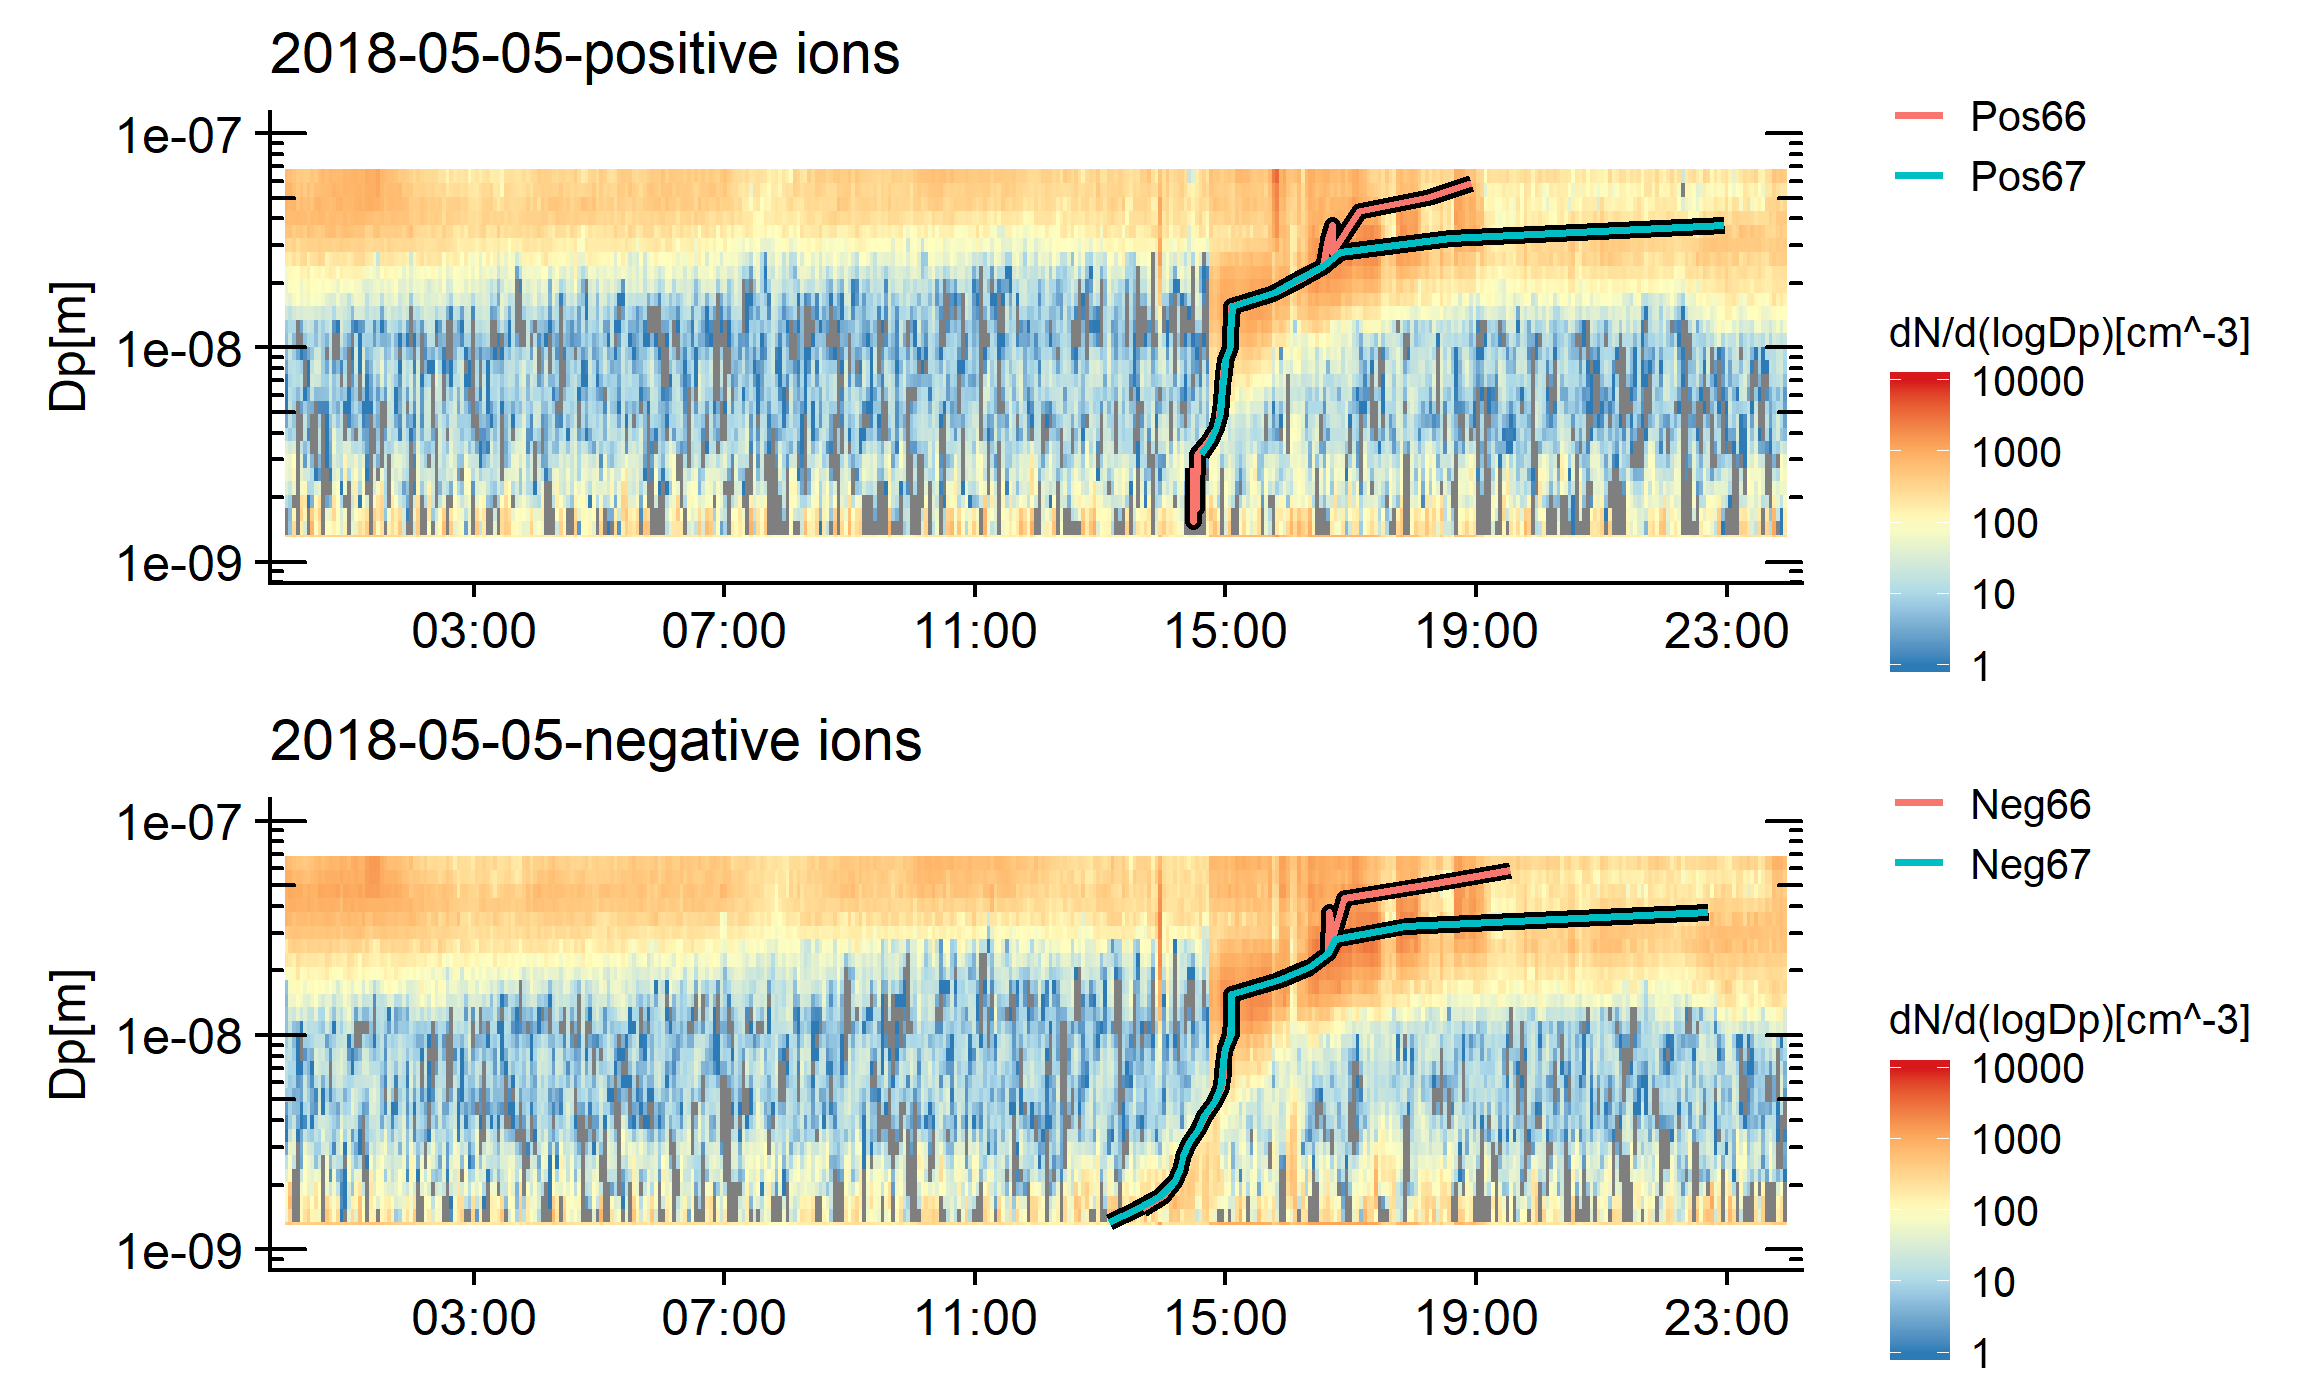 2018-05-05-positive ions
Dp[m]
1e-07
1e-08
1e-09
03:00 07:00 11:00 15:00 19:00 23:00
Pos66
Pos67
dN/d(logDp)[cm^-3]
10000
1000
100
10
1
2018-05-05-negative ions
Dp[m]
1e-07
1e-08
1e-09
03:00 07:00 11:00 15:00 19:00 23:00
Neg66
Neg67
dN/d(logDp)[cm^-3]
10000
1000
100
10
1